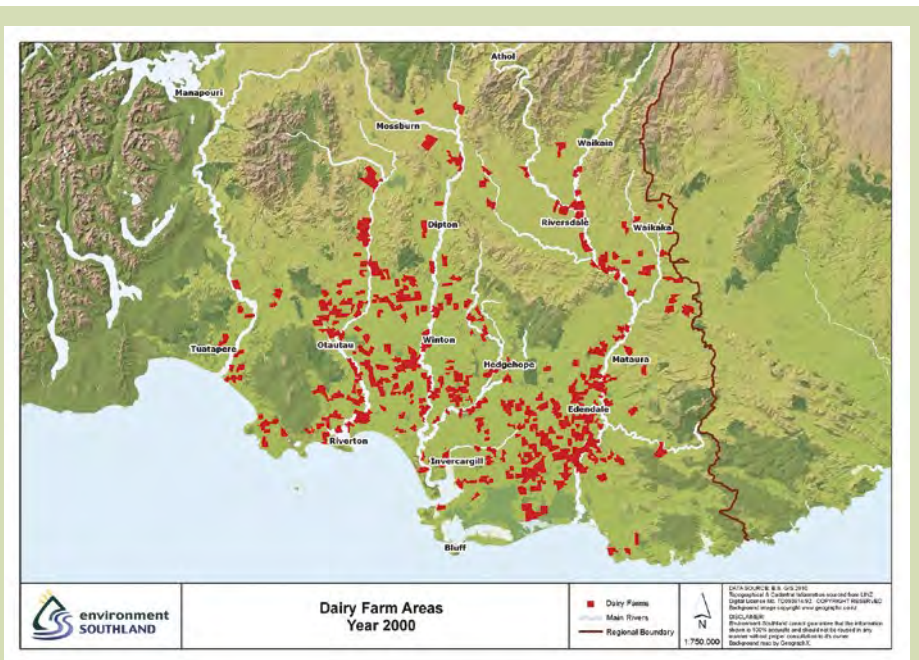 Athol
Manapouri
Mossburn
Waikaia
Dipton
Riversdale
Waikaka
Tuatapere
Otautau
Winton
Hedgehope
Mataura
Edendale
Riverton
Invercargill
Bluff
environment
SOUTHLAND
Dairy Farm Areas
Year 2000
Dairy Farms
Main Rivers
Regional Boundary
N
1:750,000
DISCLAIMER: